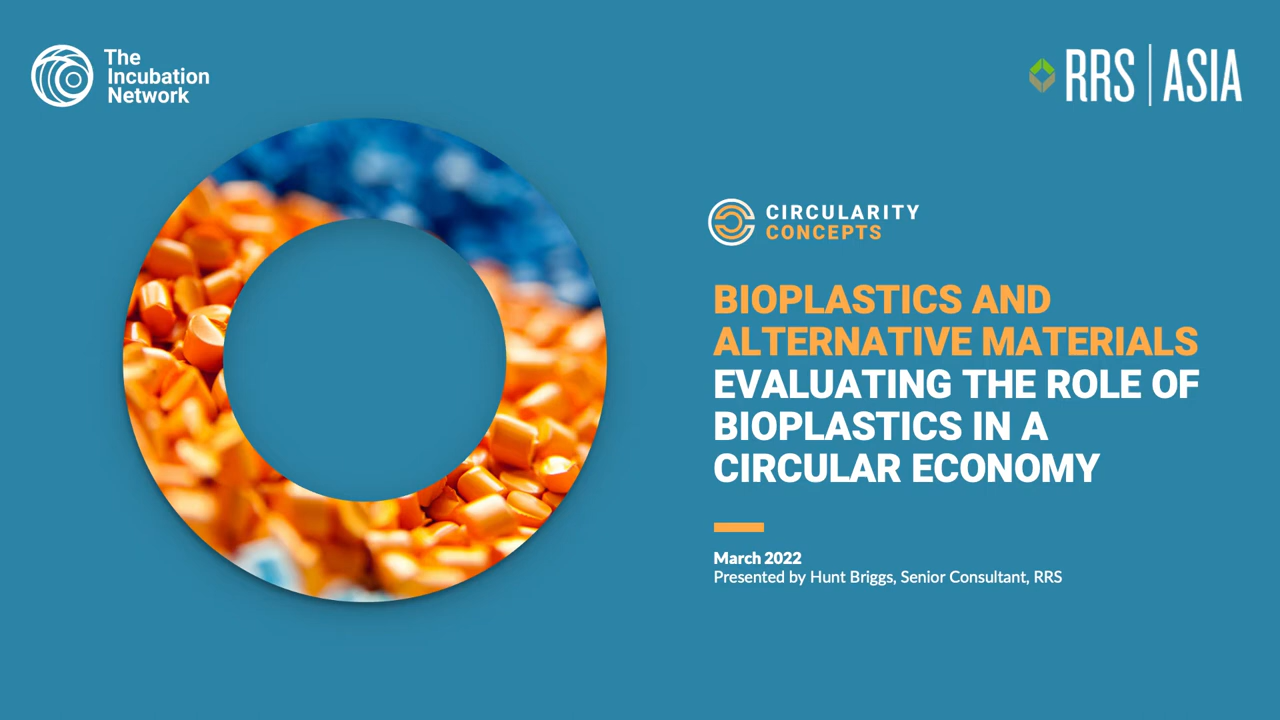 The
Incubation
Network
RRS | ASIA
CIRCULARITY
CONCEPTS
BIOPLASTICS AND
ALTERNATIVE MATERIALS
EVALUATING THE ROLE OF
BIOPLASTICS IN A
CIRCULAR ECONOMY
March 2022
Presented by Hunt Briggs, Senior Consultant, RRS